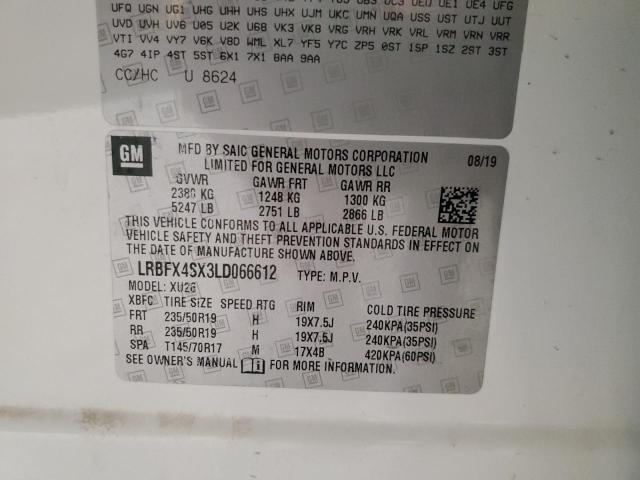 UFQ UGN UG1 UHG UHH UHS UHX UJM UKC UMN UQA USS UST UTJ UUT
UVD UVH UV6 U05 U2K U68 VK3 VK8 VRG VRH VRK VRL VRM VRN VRR
VTI VV4 VY7 V6K V8D WML XL7 YF5 Y7C ZP5 0ST 1SP 1SZ 2ST 3ST
4G7 4IP 4ST 5ST 6X1 7X1 8AA 9AA
CC/HC U 8624
GM MFD BY SAIC GENERAL MOTORS CORPORATION 08/19
LIMITED FOR GENERAL MOTORS LLC
GVWR GAWR FRT GAWR RR
2380 KG 1248 KG 1300 KG
5247 LB 2751 LB 2866 LB
THIS VEHICLE CONFORMS TO ALL APPLICABLE U.S. FEDERAL MOTOR
VEHICLE SAFETY AND THEFT PREVENTION STANDARDS IN EFFECT ON
THE DATE OF MANUFACTURE SHOWN ABOVE.
LRBFX4SX3LD066612 TYPE: M.P.V.
MODEL: XU26
XBFC TIRE SIZE SPEED RTG RIM COLD TIRE PRESSURE
FRT 235/50R19 H 19X7.5J 240KPA(35PSI)
RR 235/50R19 H 19X7.5J 240KPA(35PSI)
SPA T145/70R17 M 17X4B 420KPA(60PSI)
SEE OWNER'S MANUAL FOR MORE INFORMATION